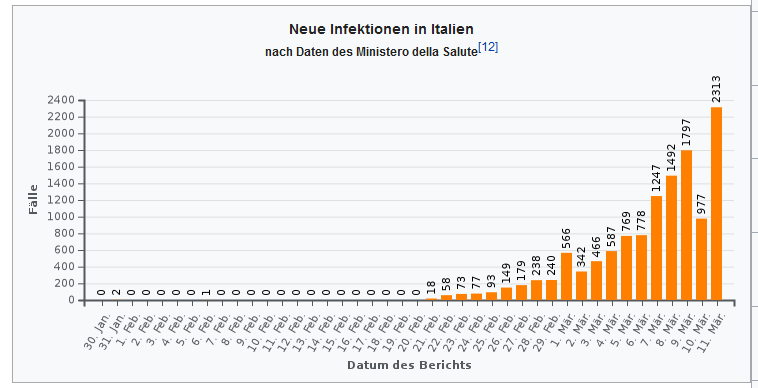 Neue Infektionen in Italien
nach Daten des Ministero della Salute[12]
Fälle
2400
2200
2000
1800
1600
1400
1200
1000
800
600
400
200
0
0 2 0 0 0 0 0 1 0 0 0 0 0 0 0 0 0 0 0 0 0 0 18 58 73 77 93 149 179 238 240 566 342 466 587 769 778 1247 1492 1797 977 2313
30. Jan. 31. Jan. 1. Feb. 2. Feb. 3. Feb. 4. Feb. 5. Feb. 6. Feb. 7. Feb. 8. Feb. 9. Feb. 10. Feb. 11. Feb. 12. Feb. 13. Feb. 14. Feb. 15. Feb. 16. Feb. 17. Feb. 18. Feb. 19. Feb. 20. Feb. 21. Feb. 22. Feb. 23. Feb. 24. Feb. 25. Feb. 26. Feb. 27. Feb. 28. Feb. 29. Feb. 1. Mär. 2. Mär. 3. Mär. 4. Mär. 5. Mär. 6. Mär. 7. Mär. 8. Mär. 9. Mär. 10. Mär. 11. Mär.
Datum des Berichts